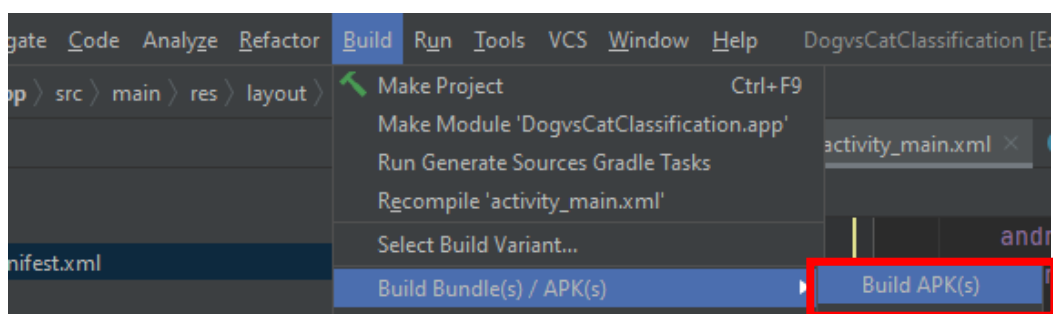 gate Code Analyze Refactor Build Run Tools VCS Window Help DogvsCatClassification [E
pp 〉 src 〉 main 〉 res 〉 layout 〉
Make Project Ctrl+F9
Make Module 'DogvsCatClassification.app'
activity_main.xml
Run Generate Sources Gradle Tasks
Recompile 'activity_main.xml'
Select Build Variant...
andr
nifest.xml
Build Bundle(s) / APK(s)
Build APK(s)